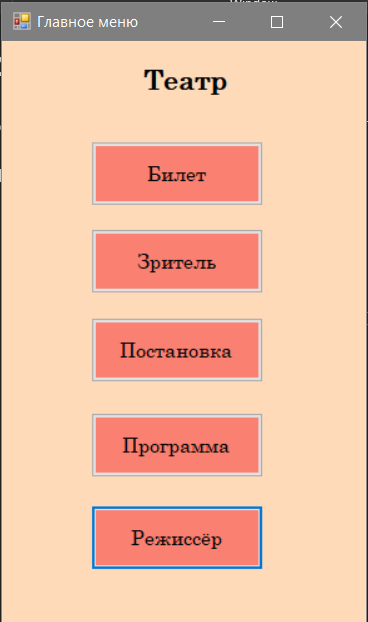 Главное меню
Театр
Билет
Зритель
Постановка
Программа
Режиссёр